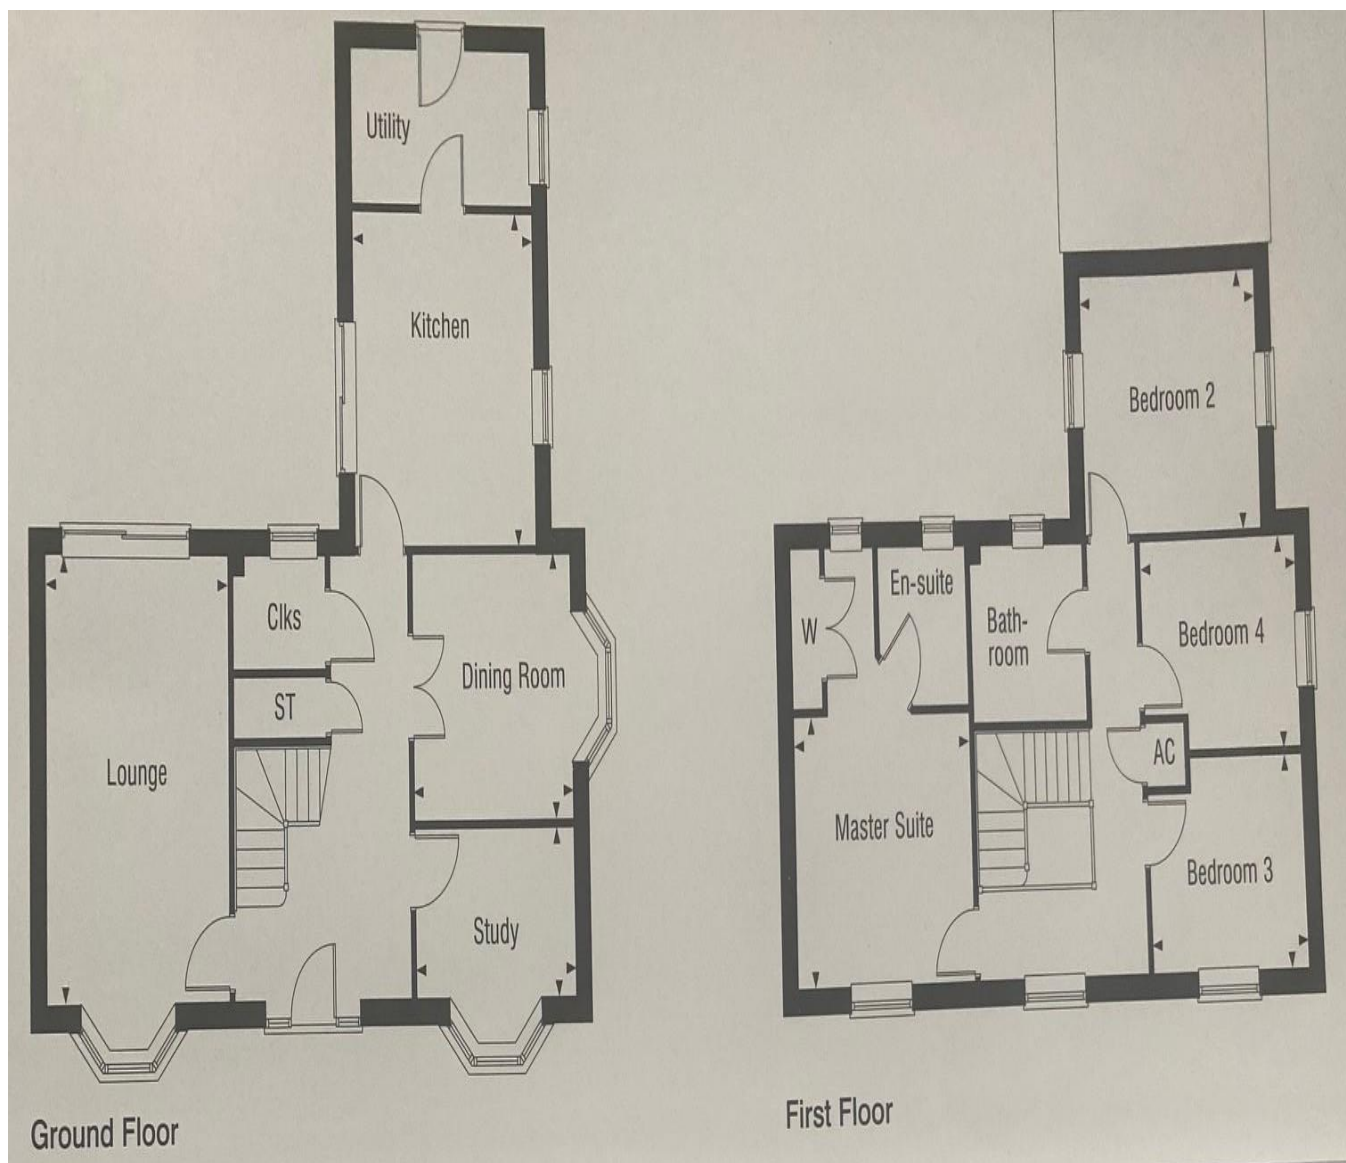 Utility
Kitchen
Clks
ST
Dining Room
Lounge
Study
Ground Floor
Bedroom 2
En-suite
W
Bath-
room
Bedroom 4
AC
Master Suite
Bedroom 3
First Floor